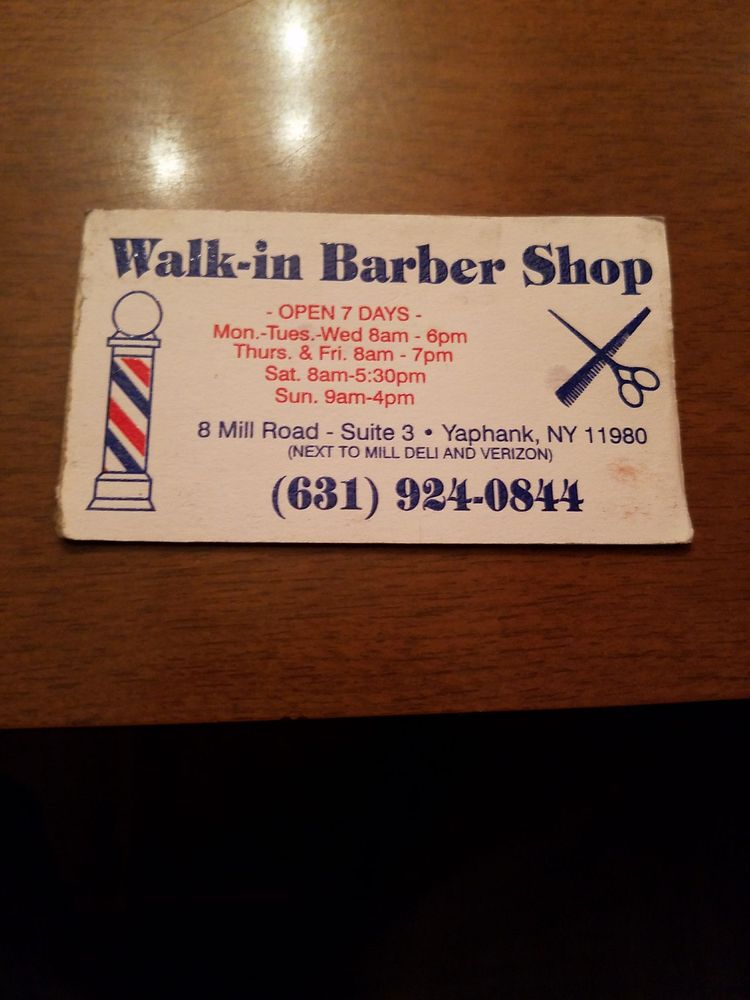 Walk-in Barber Shop
- OPEN 7 DAYS -
Mon.-Tues.-Wed 8am - 6pm
Thurs. & Fri. 8am - 7pm
Sat. 8am-5:30pm
Sun. 9am-4pm
8 Mill Road - Suite 3 • Yaphank, NY 11980
(NEXT TO MILL DELI AND VERIZON)
(631) 924-0844